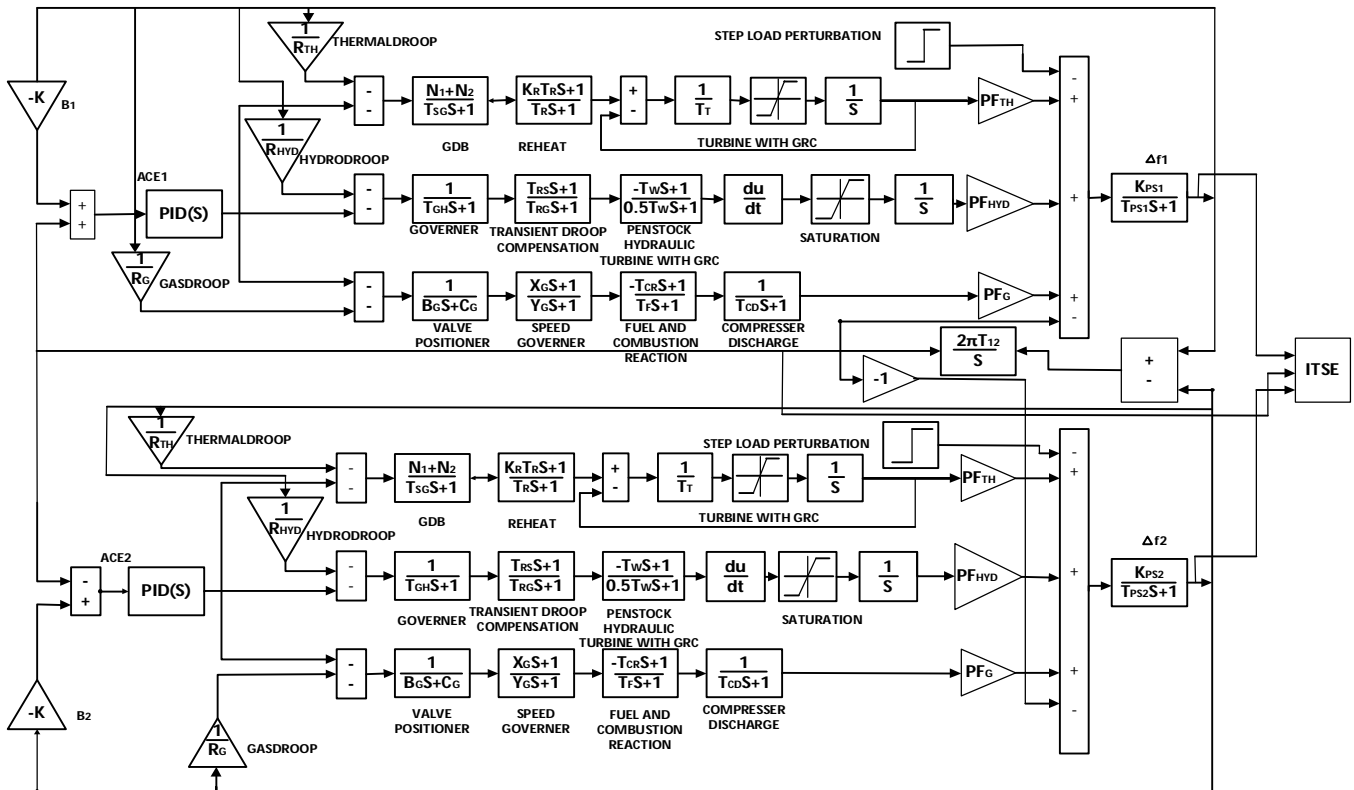 1
RTH
THERMALDROOP
STEP LOAD PERTURBATION
-K
B1
-
-
N1+N2
TSGS+1
KRTRS+1
TRS+1
+
-
1
TT
1
S
PFTH
-
+
GDB
REHEAT
TURBINE WITH GRC
1
RHYD
HYDRODROOP
ACE1
+
+
PID(S)
-
-
1
TGHS+1
TRSS+1
TRGS+1
-TWS+1
0.5TWS+1
du
dt
1
S
PFHYD
+
Δf1
KPS1
TPS1S+1
GOVERNER
TRANSIENT DROOP
COMPENSATION
PENSTOCK
HYDRAULIC
TURBINE WITH GRC
SATURATION
1
RG
GASDROOP
-
-
1
BGS+CG
XGS+1
YGS+1
-TCRS+1
TFS+1
1
TCDS+1
PFG
+
-
VALVE
POSITIONER
SPEED
GOVERNER
FUEL AND
COMBUSTION
REACTION
COMPRESSER
DISCHARGE
2πT12
S
+
-
ITSE
-1
1
RTH
THERMALDROOP
STEP LOAD PERTURBATION
-
-
N1+N2
TSGS+1
KRTRS+1
TRS+1
+
-
1
TT
1
S
PFTH
-
+
GDB
REHEAT
TURBINE WITH GRC
1
RHYD
HYDRODROOP
ACE2
-
+
PID(S)
-
-
1
TGHS+1
TRSS+1
TRGS+1
-TWS+1
0.5TWS+1
du
dt
1
S
PFHYD
+
Δf2
KPS2
TPS2S+1
GOVERNER
TRANSIENT DROOP
COMPENSATION
PENSTOCK
HYDRAULIC
TURBINE WITH GRC
SATURATION
-K
B2
-
-
1
BGS+CG
XGS+1
YGS+1
-TCRS+1
TFS+1
1
TCDS+1
PFG
+
-
VALVE
POSITIONER
SPEED
GOVERNER
FUEL AND
COMBUSTION
REACTION
COMPRESSER
DISCHARGE
1
RG
GASDROOP